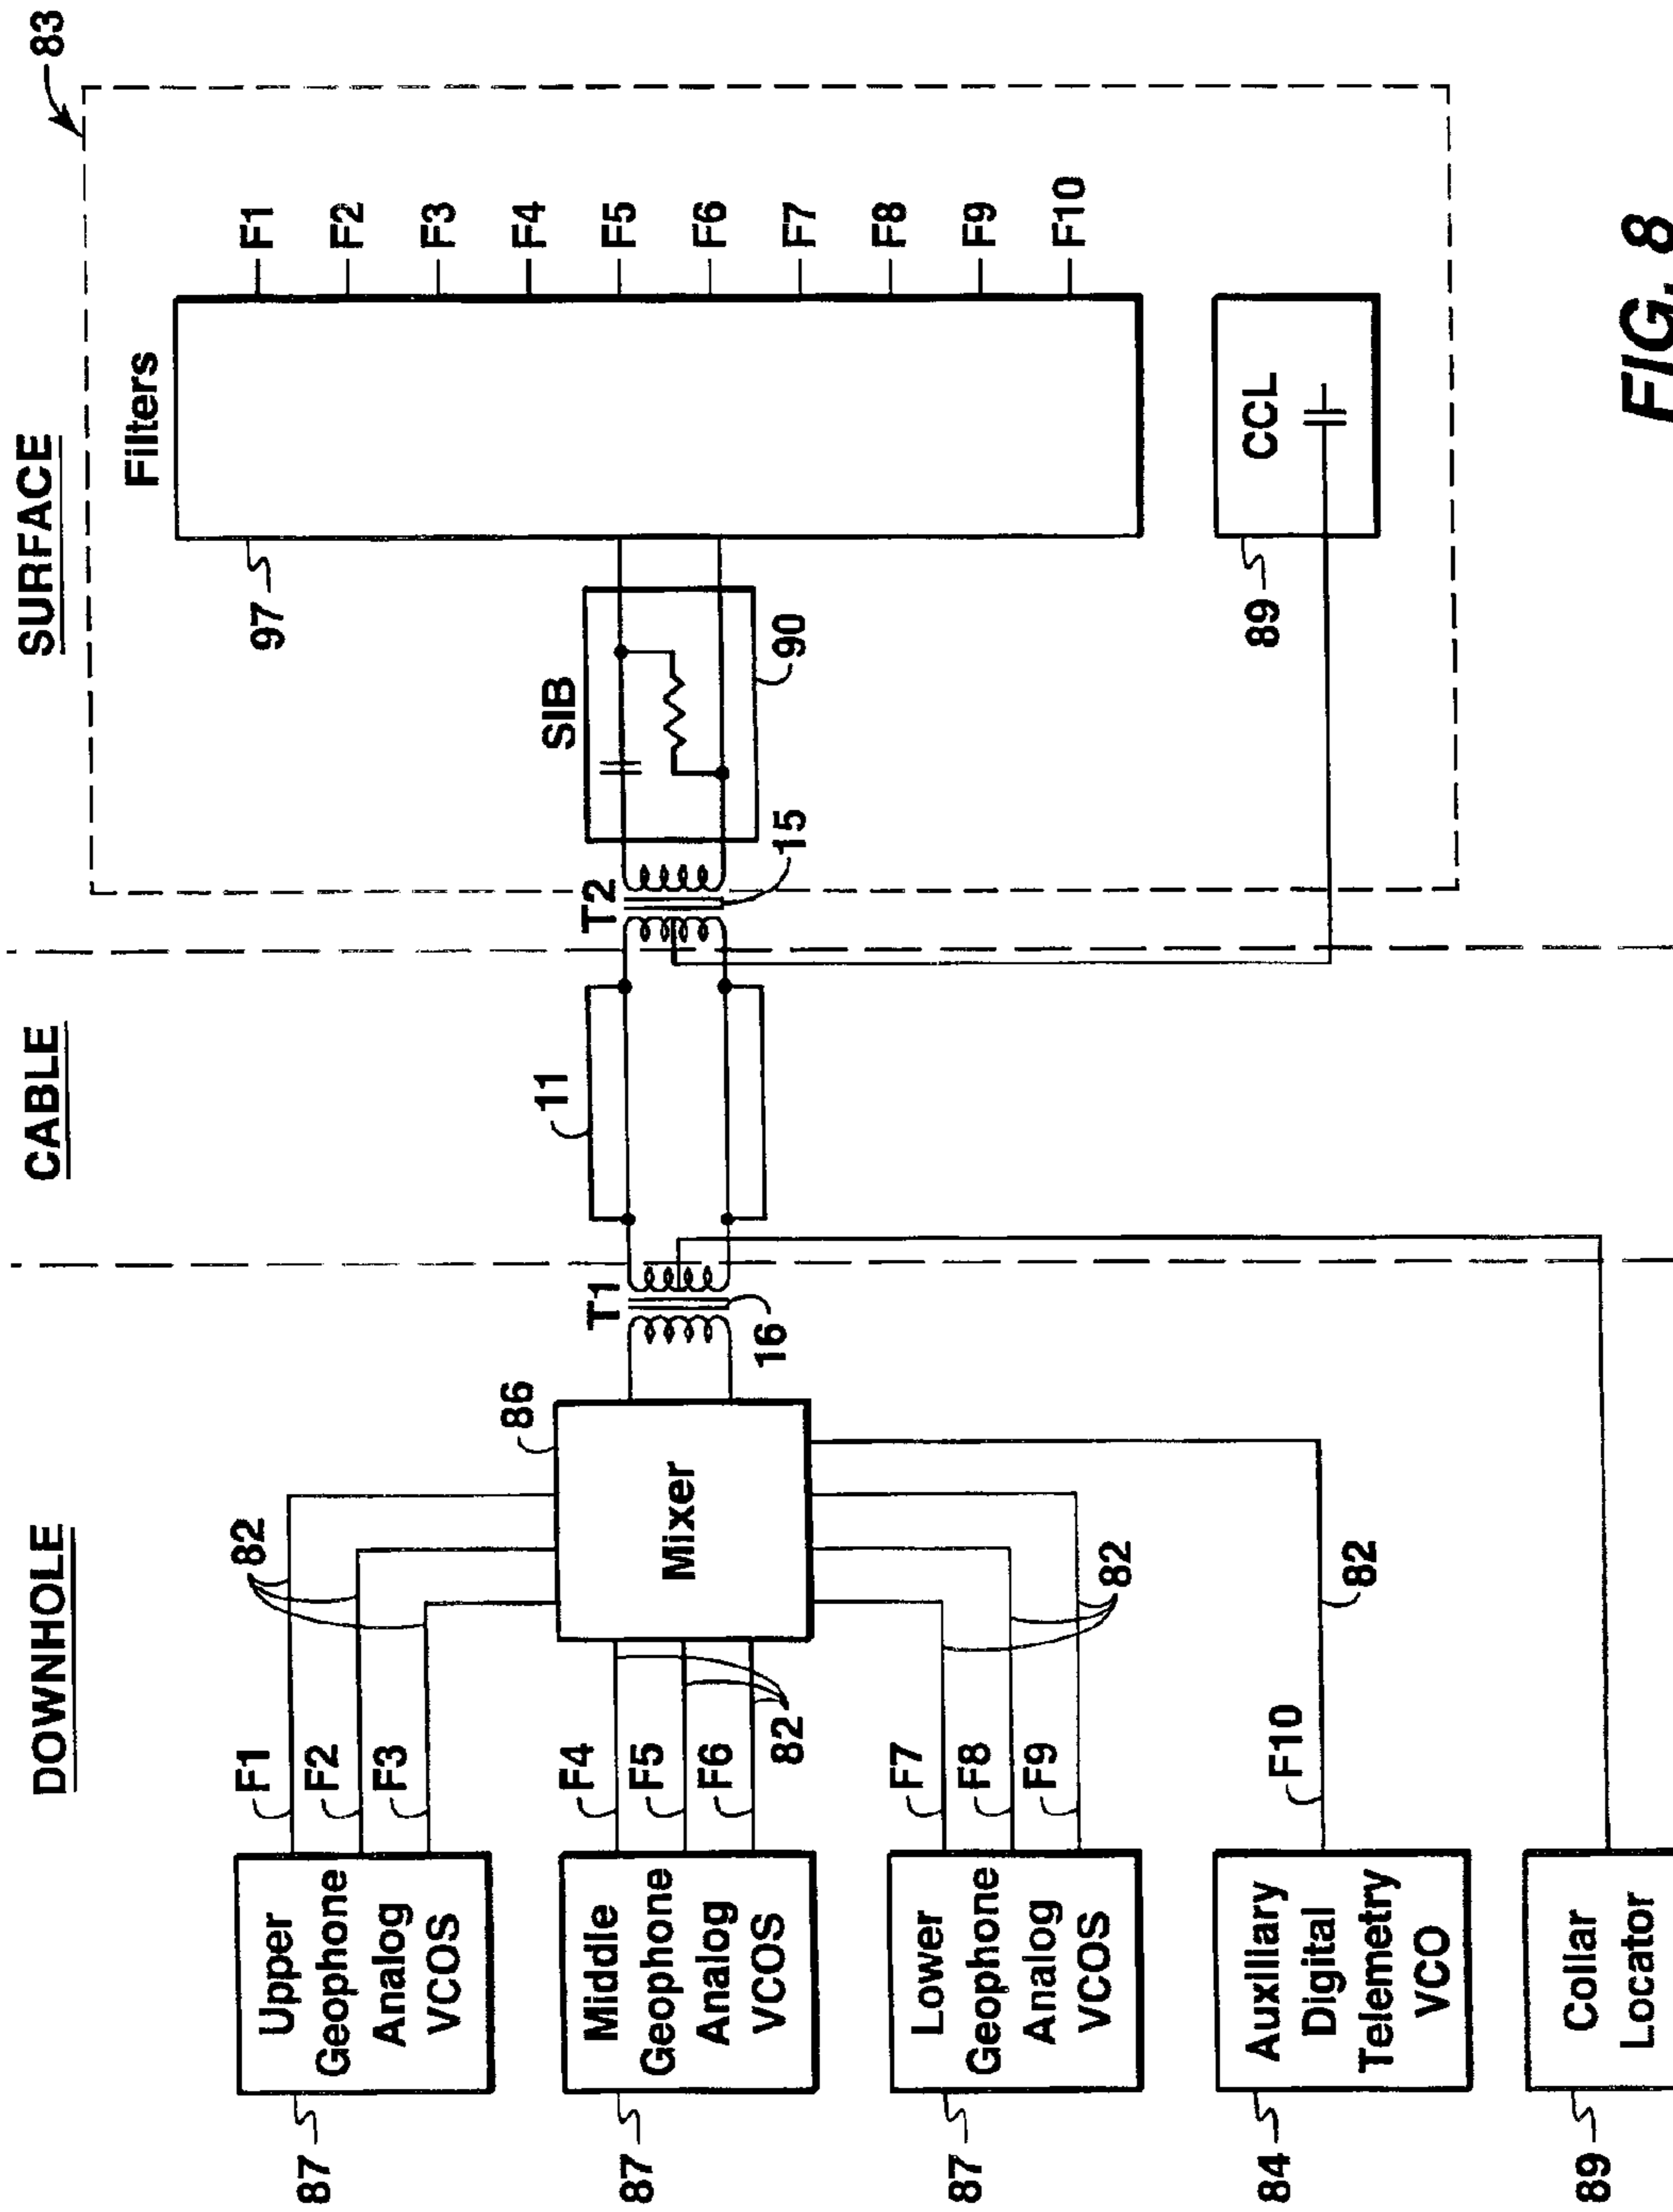 DOWNHOLE
CABLE
SURFACE
83
87
Upper
Geophone
Analog
VCOS
F1
F2
F3
82
87
Middle
Geophone
Analog
VCOS
F4
F5
F6
82
87
Lower
Geophone
Analog
VCOS
F7
F8
F9
82
84
Auxiliary
Digital
Telemetry
VCO
F10
82
89
Collar
Locator
86
Mixer
T1
16
11
T2
15
SIB
90
Filters
97
F1
F2
F3
F4
F5
F6
F7
F8
F9
F10
89
CCL
FIG. 8